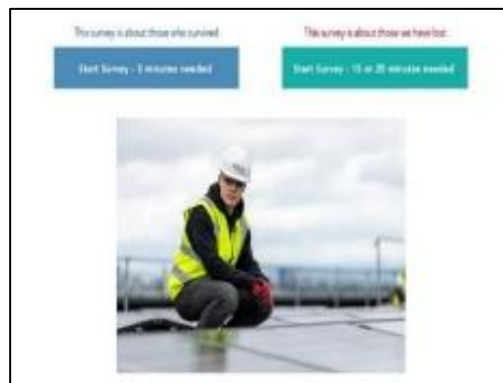 This survey is about those who survived
Start Survey - 5 minutes needed
This survey is about those we have lost
Start Survey - 15 or 20 minutes needed